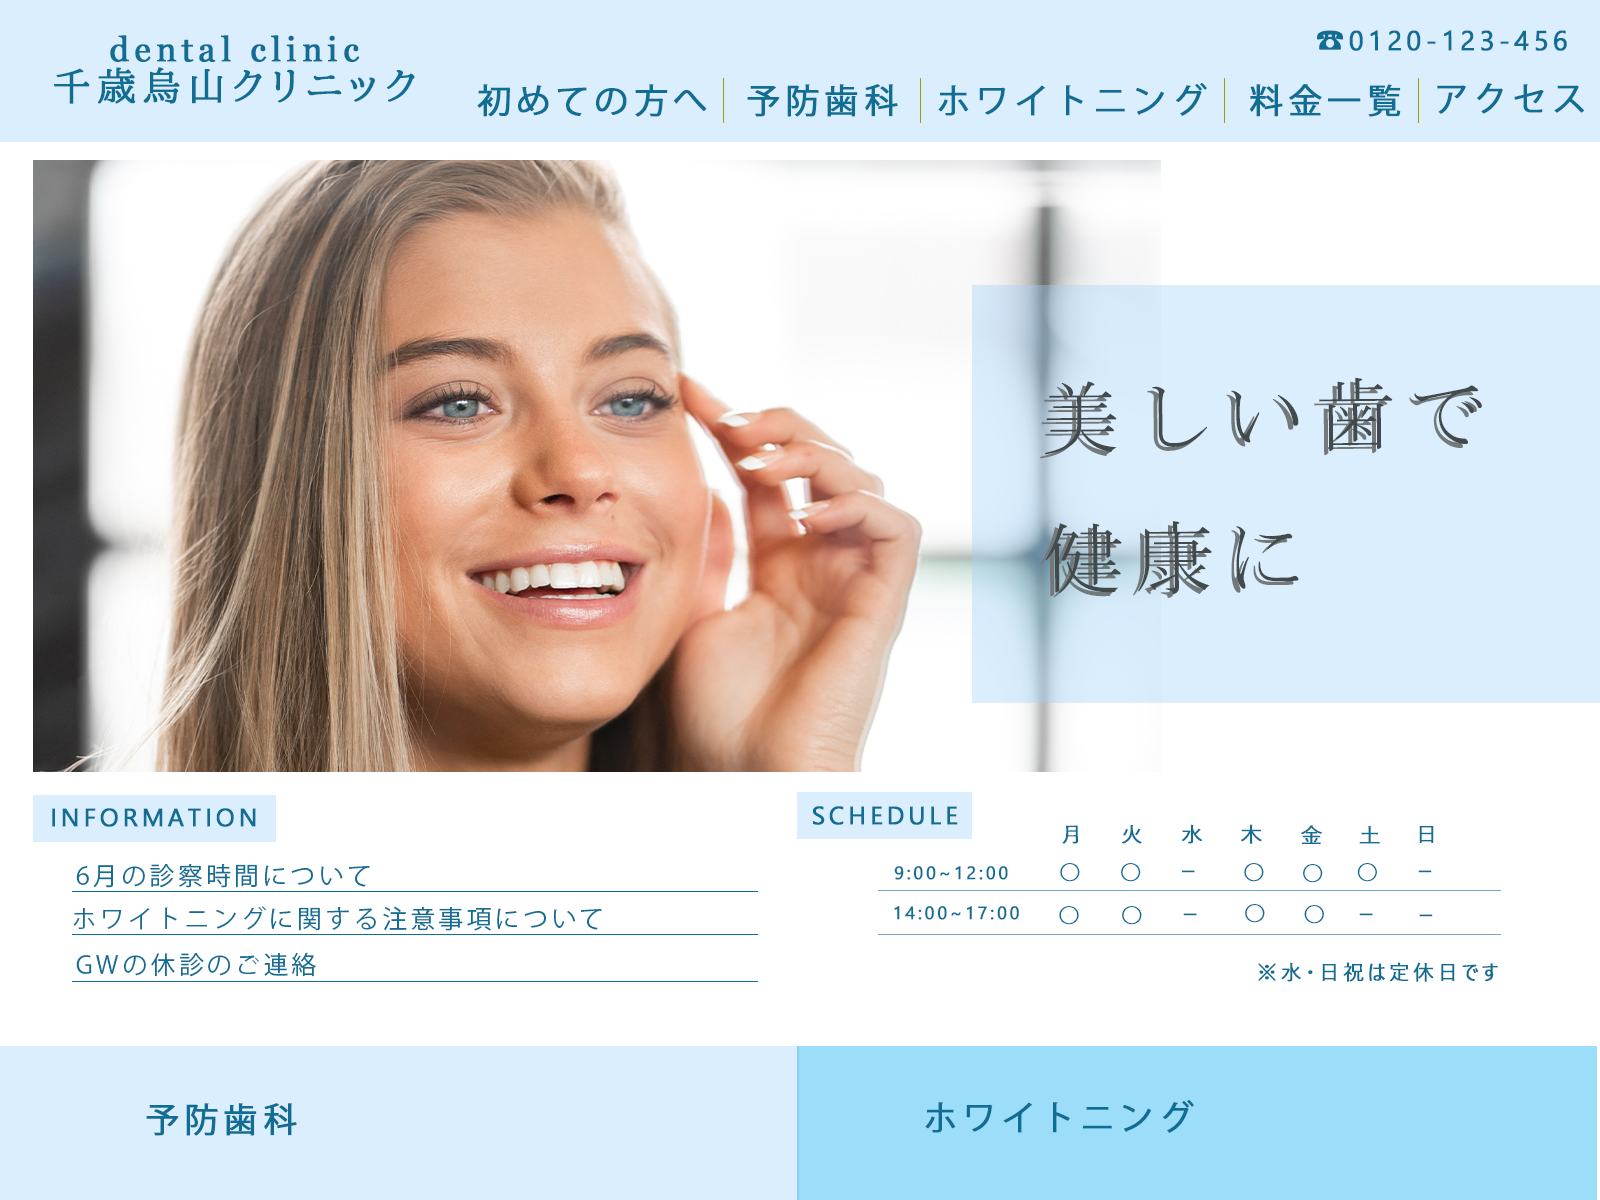 dental clinic
千歳烏山クリニック
☎0120-123-456
初めての方へ
予防歯科
ホワイトニング
料金一覧
アクセス
美しい歯で
健康に
INFORMATION
6月の診察時間について
ホワイトニングに関する注意事項について
GWの休診のご連絡
SCHEDULE
月 火 水 木 金 土 日
9:00~12:00 ○ ○ − ○ ○ ○ −
14:00~17:00 ○ ○ − ○ ○ − −
※水・日祝は定休日です
予防歯科
ホワイトニング